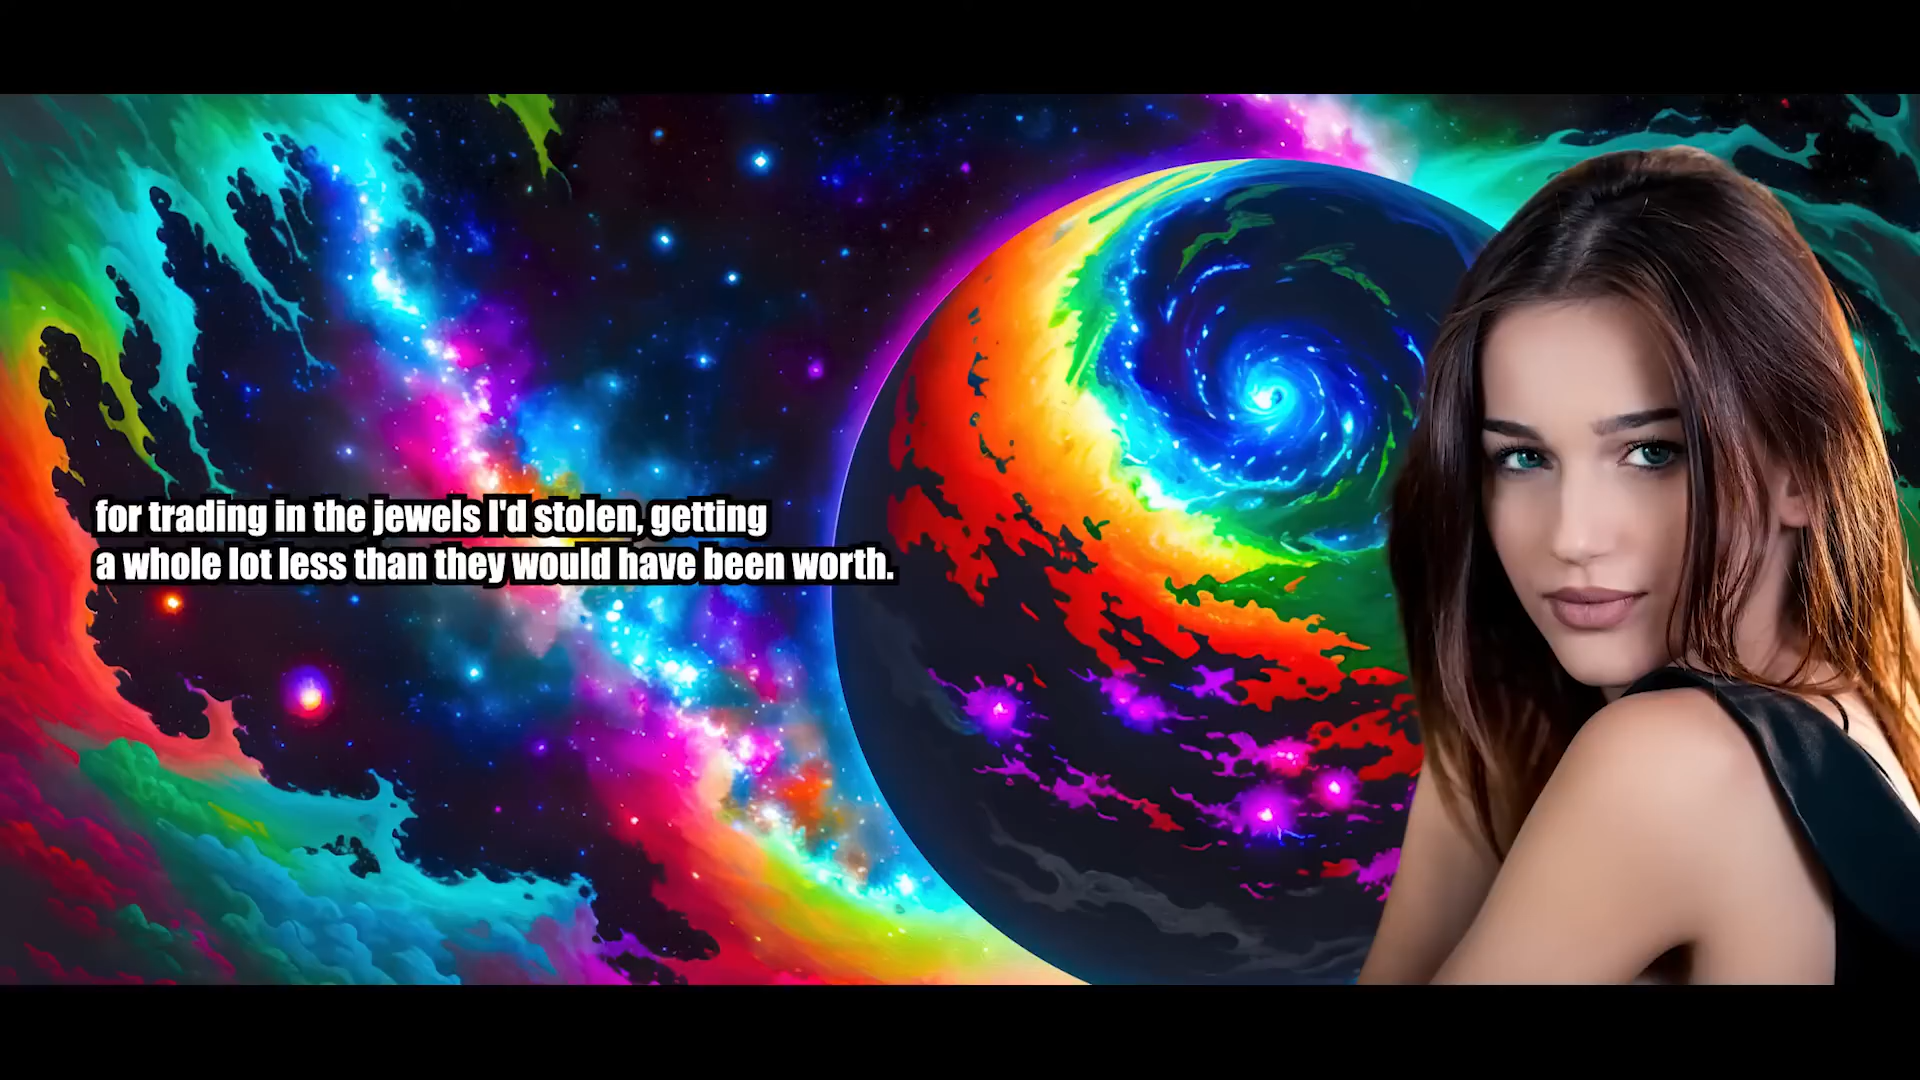 for trading in the jewels I'd stolen, getting
a whole lot less than they would have been worth.